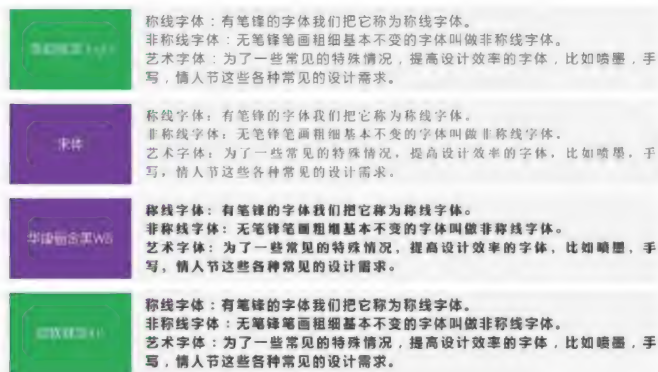 称线字体：有笔锋的字体我们把它称为称线字体。
非称线字体：无笔锋笔画粗细基本不变的字体叫做非称线字体。
艺术字体：为了一些常见的特殊情况，提高设计效率的字体，比如喷墨，手
写，情人节这些各种常见的设计需求。
宋体
称线字体：有笔锋的字体我们把它称为称线字体。
非称线字体：无笔锋笔画粗细基本不变的字体叫做非称线字体。
艺术字体：为了一些常见的特殊情况，提高设计效率的字体，比如喷墨，手
写，情人节这些各种常见的设计需求。
华康俪金黑W8
称线字体：有笔锋的字体我们把它称为称线字体。
非称线字体：无笔锋笔画粗细基本不变的字体叫做非称线字体。
艺术字体：为了一些常见的特殊情况，提高设计效率的字体，比如喷墨，手
写，情人节这些各种常见的设计需求。
称线字体：有笔锋的字体我们把它称为称线字体。
非称线字体：无笔锋笔画粗细基本不变的字体叫做非称线字体。
艺术字体：为了一些常见的特殊情况，提高设计效率的字体，比如喷墨，手
写，情人节这些各种常见的设计需求。